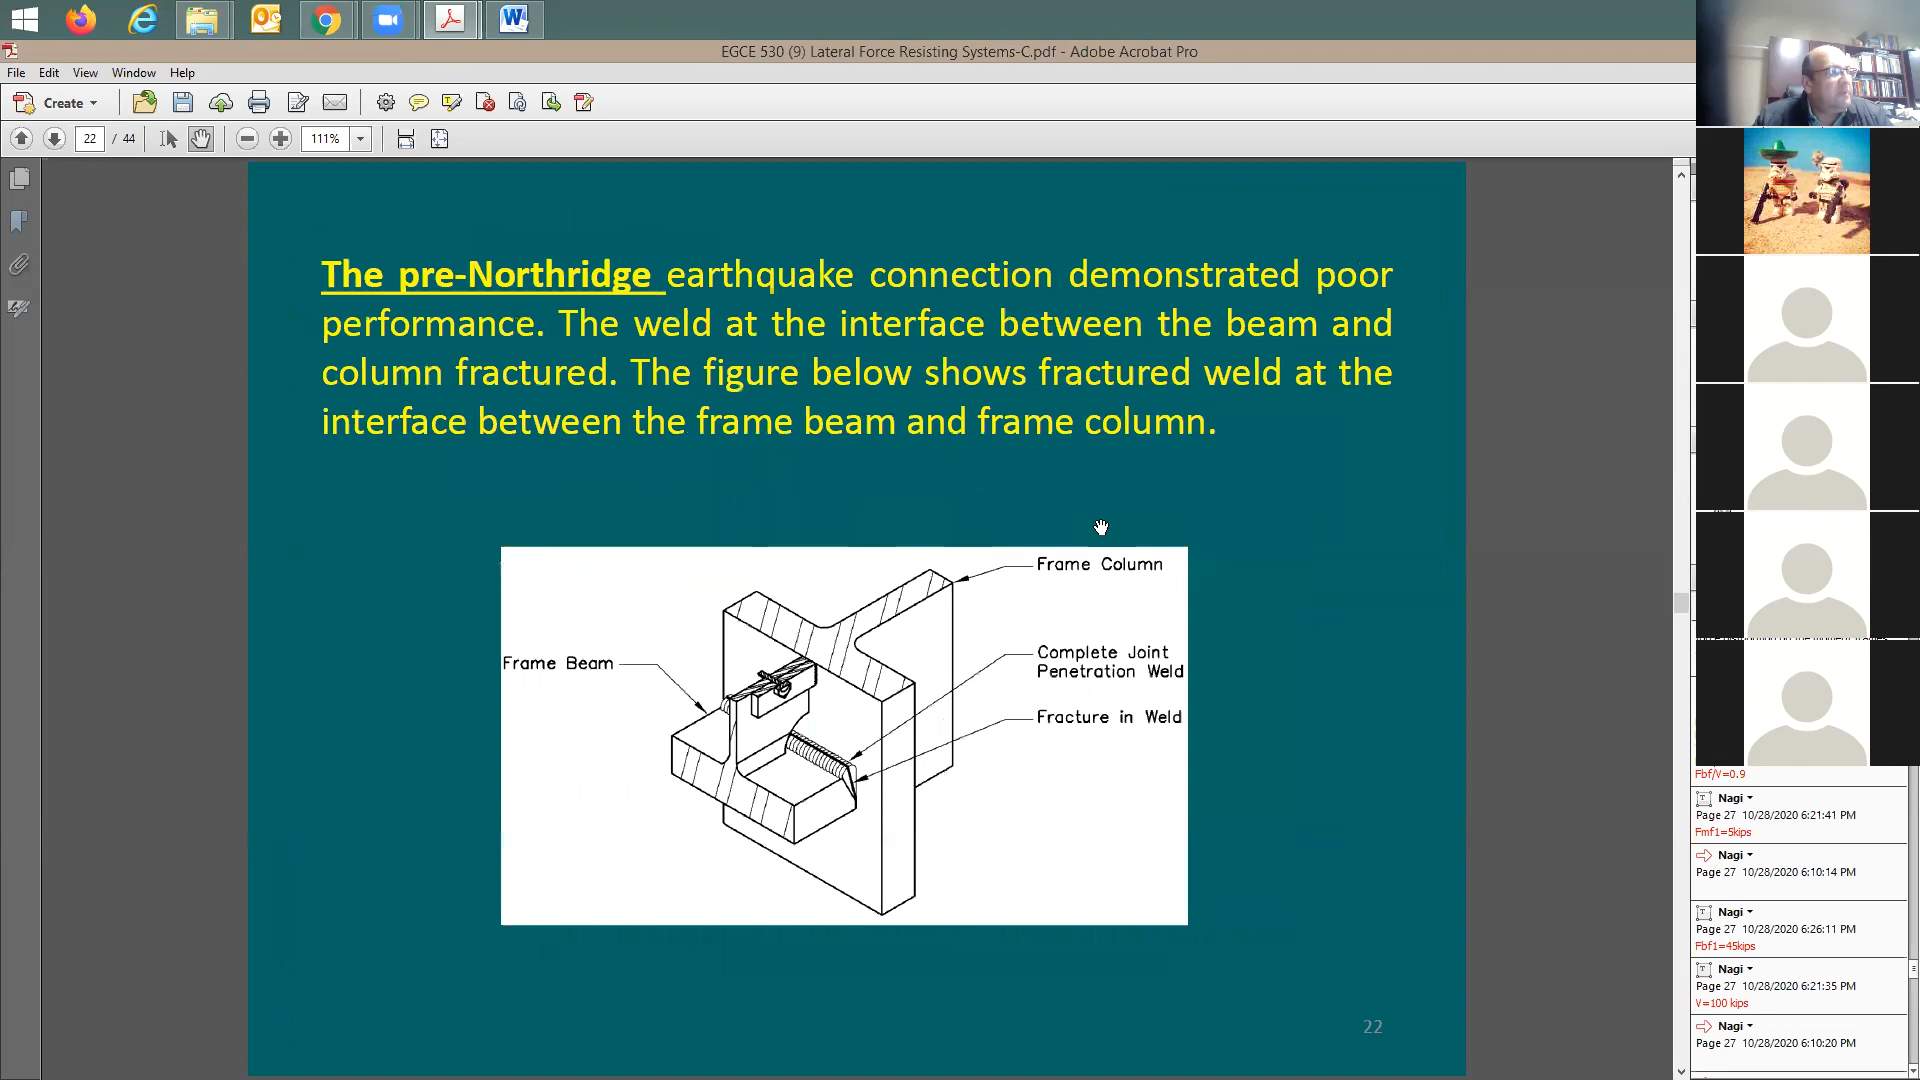 EGCE 530 (9) Lateral Force Resisting Systems-C.pdf - Adobe Acrobat Pro
File Edit View Window Help
Create
22 / 44 111%
The pre-Northridge earthquake connection demonstrated poor
performance. The weld at the interface between the beam and
column fractured. The figure below shows fractured weld at the
interface between the frame beam and frame column.
Frame Column
Frame Beam
Complete Joint
Penetration Weld
Fracture in Weld
22
Fbf/V=0.9
Nagi
Page 27 10/28/2020 6:21:41 PM
Fmf1=5kips
Nagi
Page 27 10/28/2020 6:10:14 PM
Nagi
Page 27 10/28/2020 6:26:11 PM
Fbf1=45kips
Nagi
Page 27 10/28/2020 6:21:35 PM
V=100 kips
Nagi
Page 27 10/28/2020 6:10:20 PM